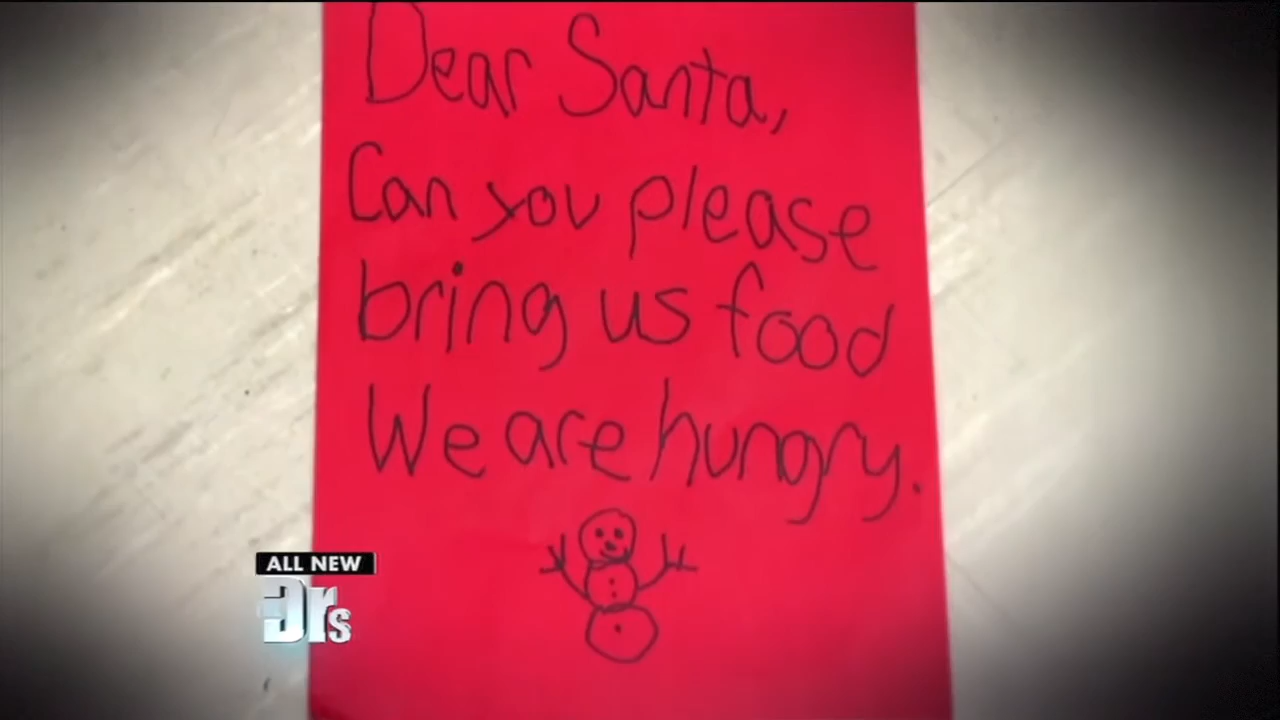 Dear Santa,
Can you please
bring us food
We are hungry.
ALL NEW
Drs